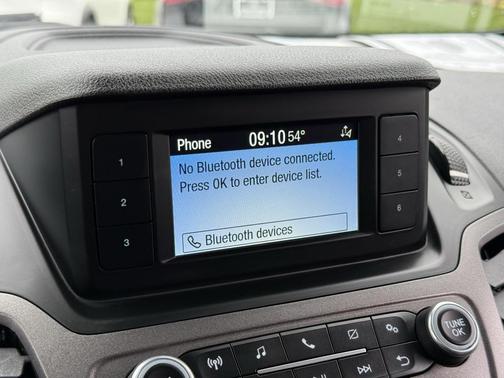 Phone 09:10 54°
No Bluetooth device connected.
Press OK to enter device list.
Bluetooth devices
1
2
3
4
5
6
TUNE
OK